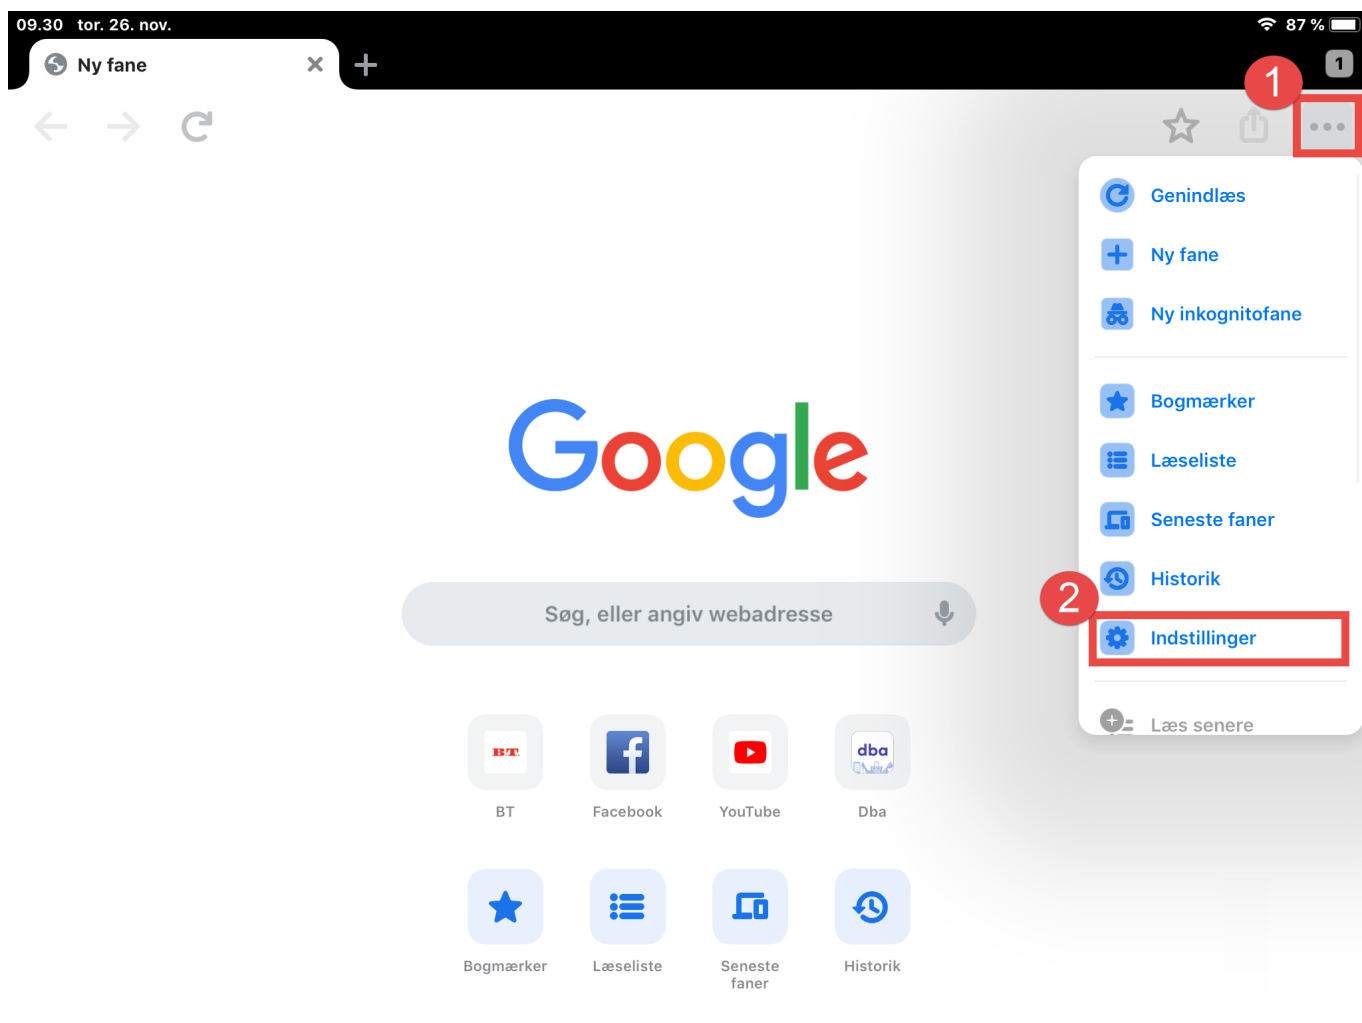 09.30 tor. 26. nov.
87 %
Ny fane
1
1
Genindlæs
Ny fane
Ny inkognitofane
Bogmærker
Læseliste
Seneste faner
Historik
2
Indstillinger
Læs senere
Google
Søg, eller angiv webadresse
B.T.
dba
BT
Facebook
YouTube
Dba
Bogmærker
Læseliste
Seneste
faner
Historik